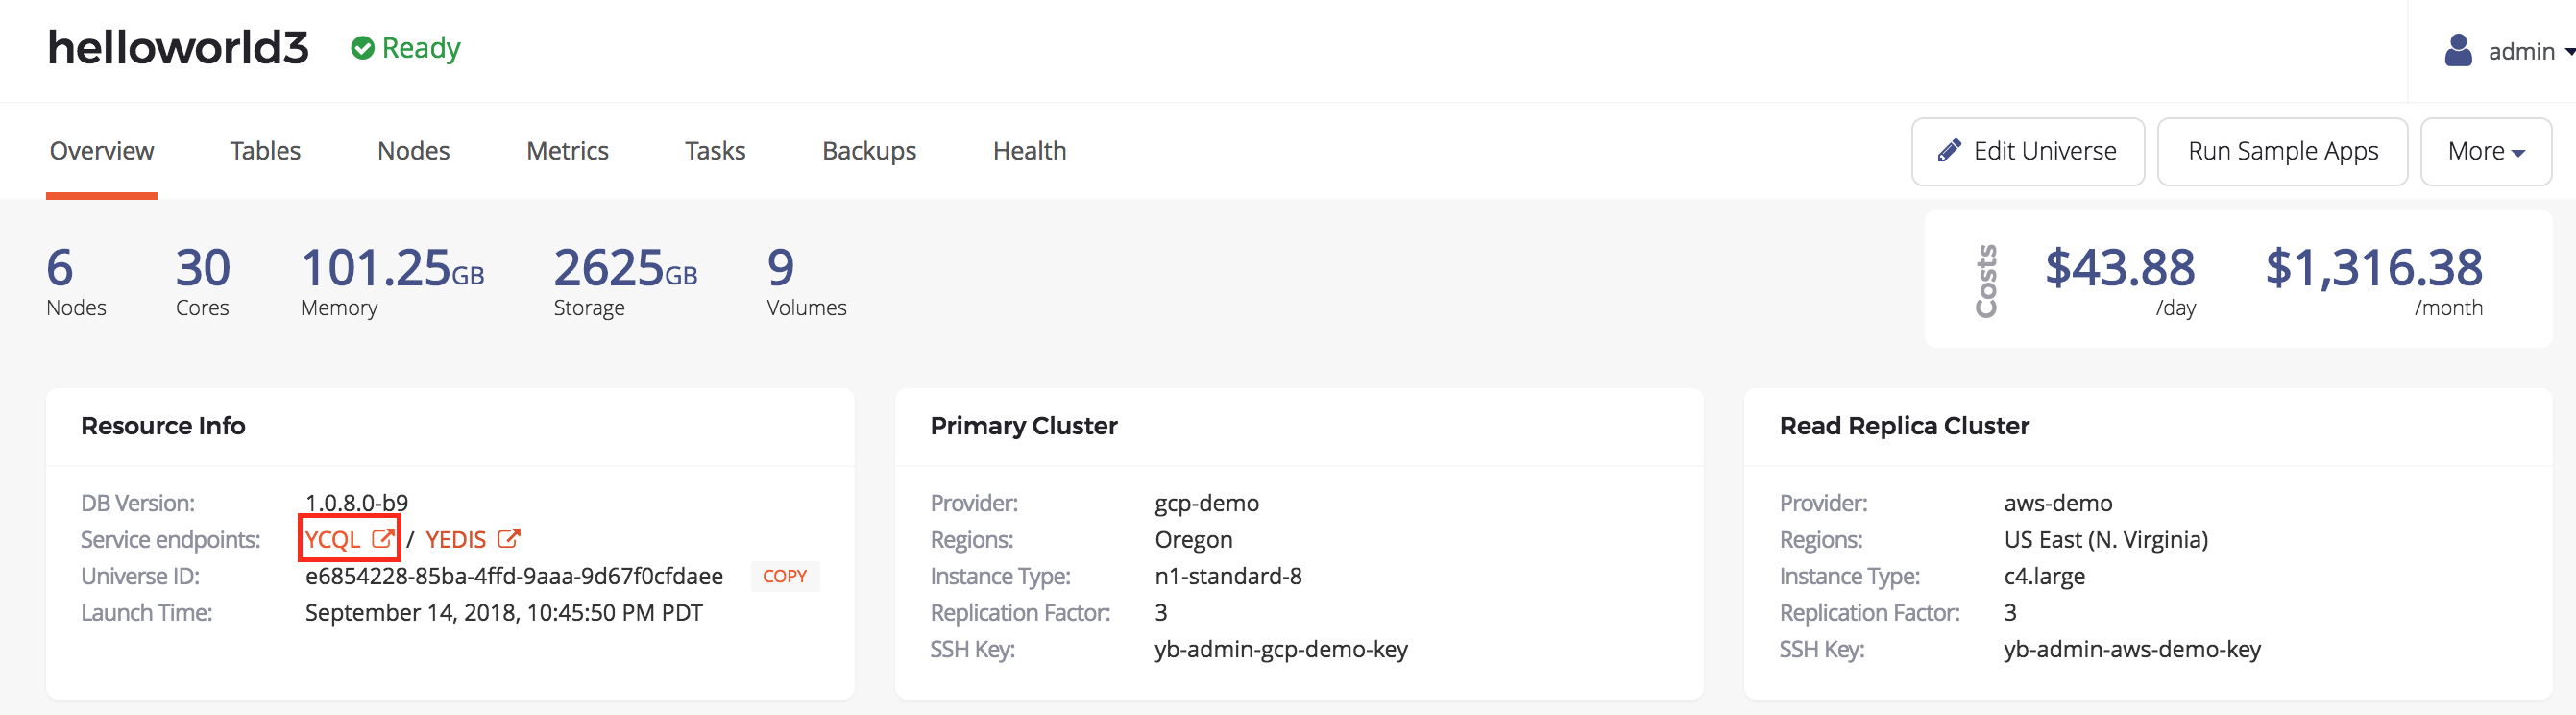 helloworld3 Ready admin
Overview Tables Nodes Metrics Tasks Backups Health Edit Universe Run Sample Apps More
6 30 101.25GB 2625GB 9 Costs $43.88 $1,316.38
Nodes Cores Memory Storage Volumes /day /month
Resource Info
DB Version: 1.0.8.0-b9
Service endpoints: YCQL / YEDIS
Universe ID: e6854228-85ba-4ffd-9aaa-9d67f0cfdaee COPY
Launch Time: September 14, 2018, 10:45:50 PM PDT
Primary Cluster
Provider: gcp-demo
Regions: Oregon
Instance Type: n1-standard-8
Replication Factor: 3
SSH Key: yb-admin-gcp-demo-key
Read Replica Cluster
Provider: aws-demo
Regions: US East (N. Virginia)
Instance Type: c4.large
Replication Factor: 3
SSH Key: yb-admin-aws-demo-key